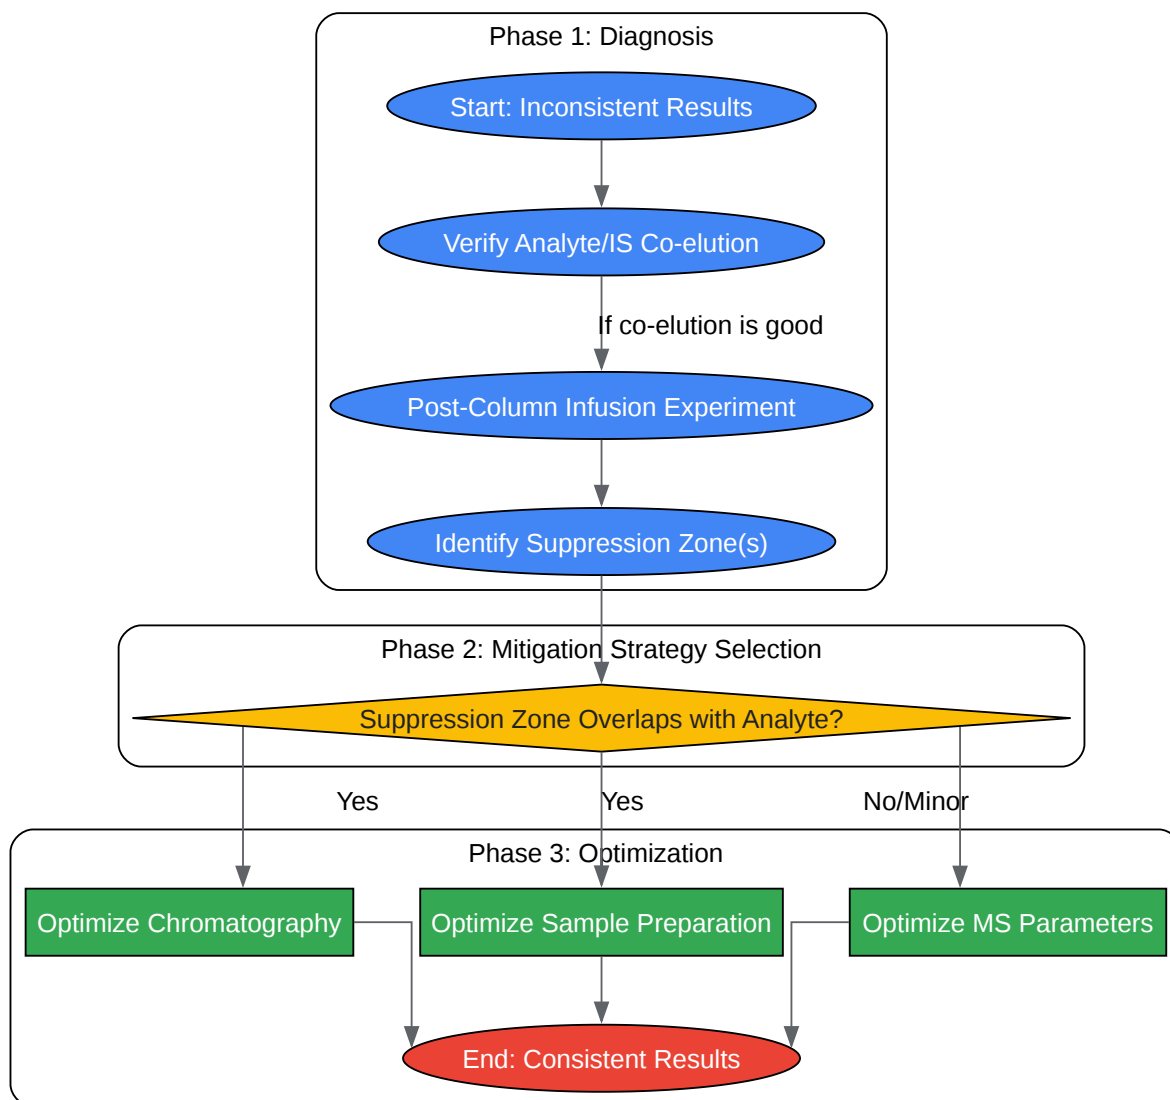 Phase 1: Diagnosis
Start: Inconsistent Results
Verify Analyte/IS Co-elution
If co-elution is good
Post-Column Infusion Experiment
Identify Suppression Zone(s)
Phase 2: Mitigation Strategy Selection
Suppression Zone Overlaps with Analyte?
Yes
Yes
No/Minor
Phase 3: Optimization
Optimize Chromatography
Optimize Sample Preparation
Optimize MS Parameters
End: Consistent Results